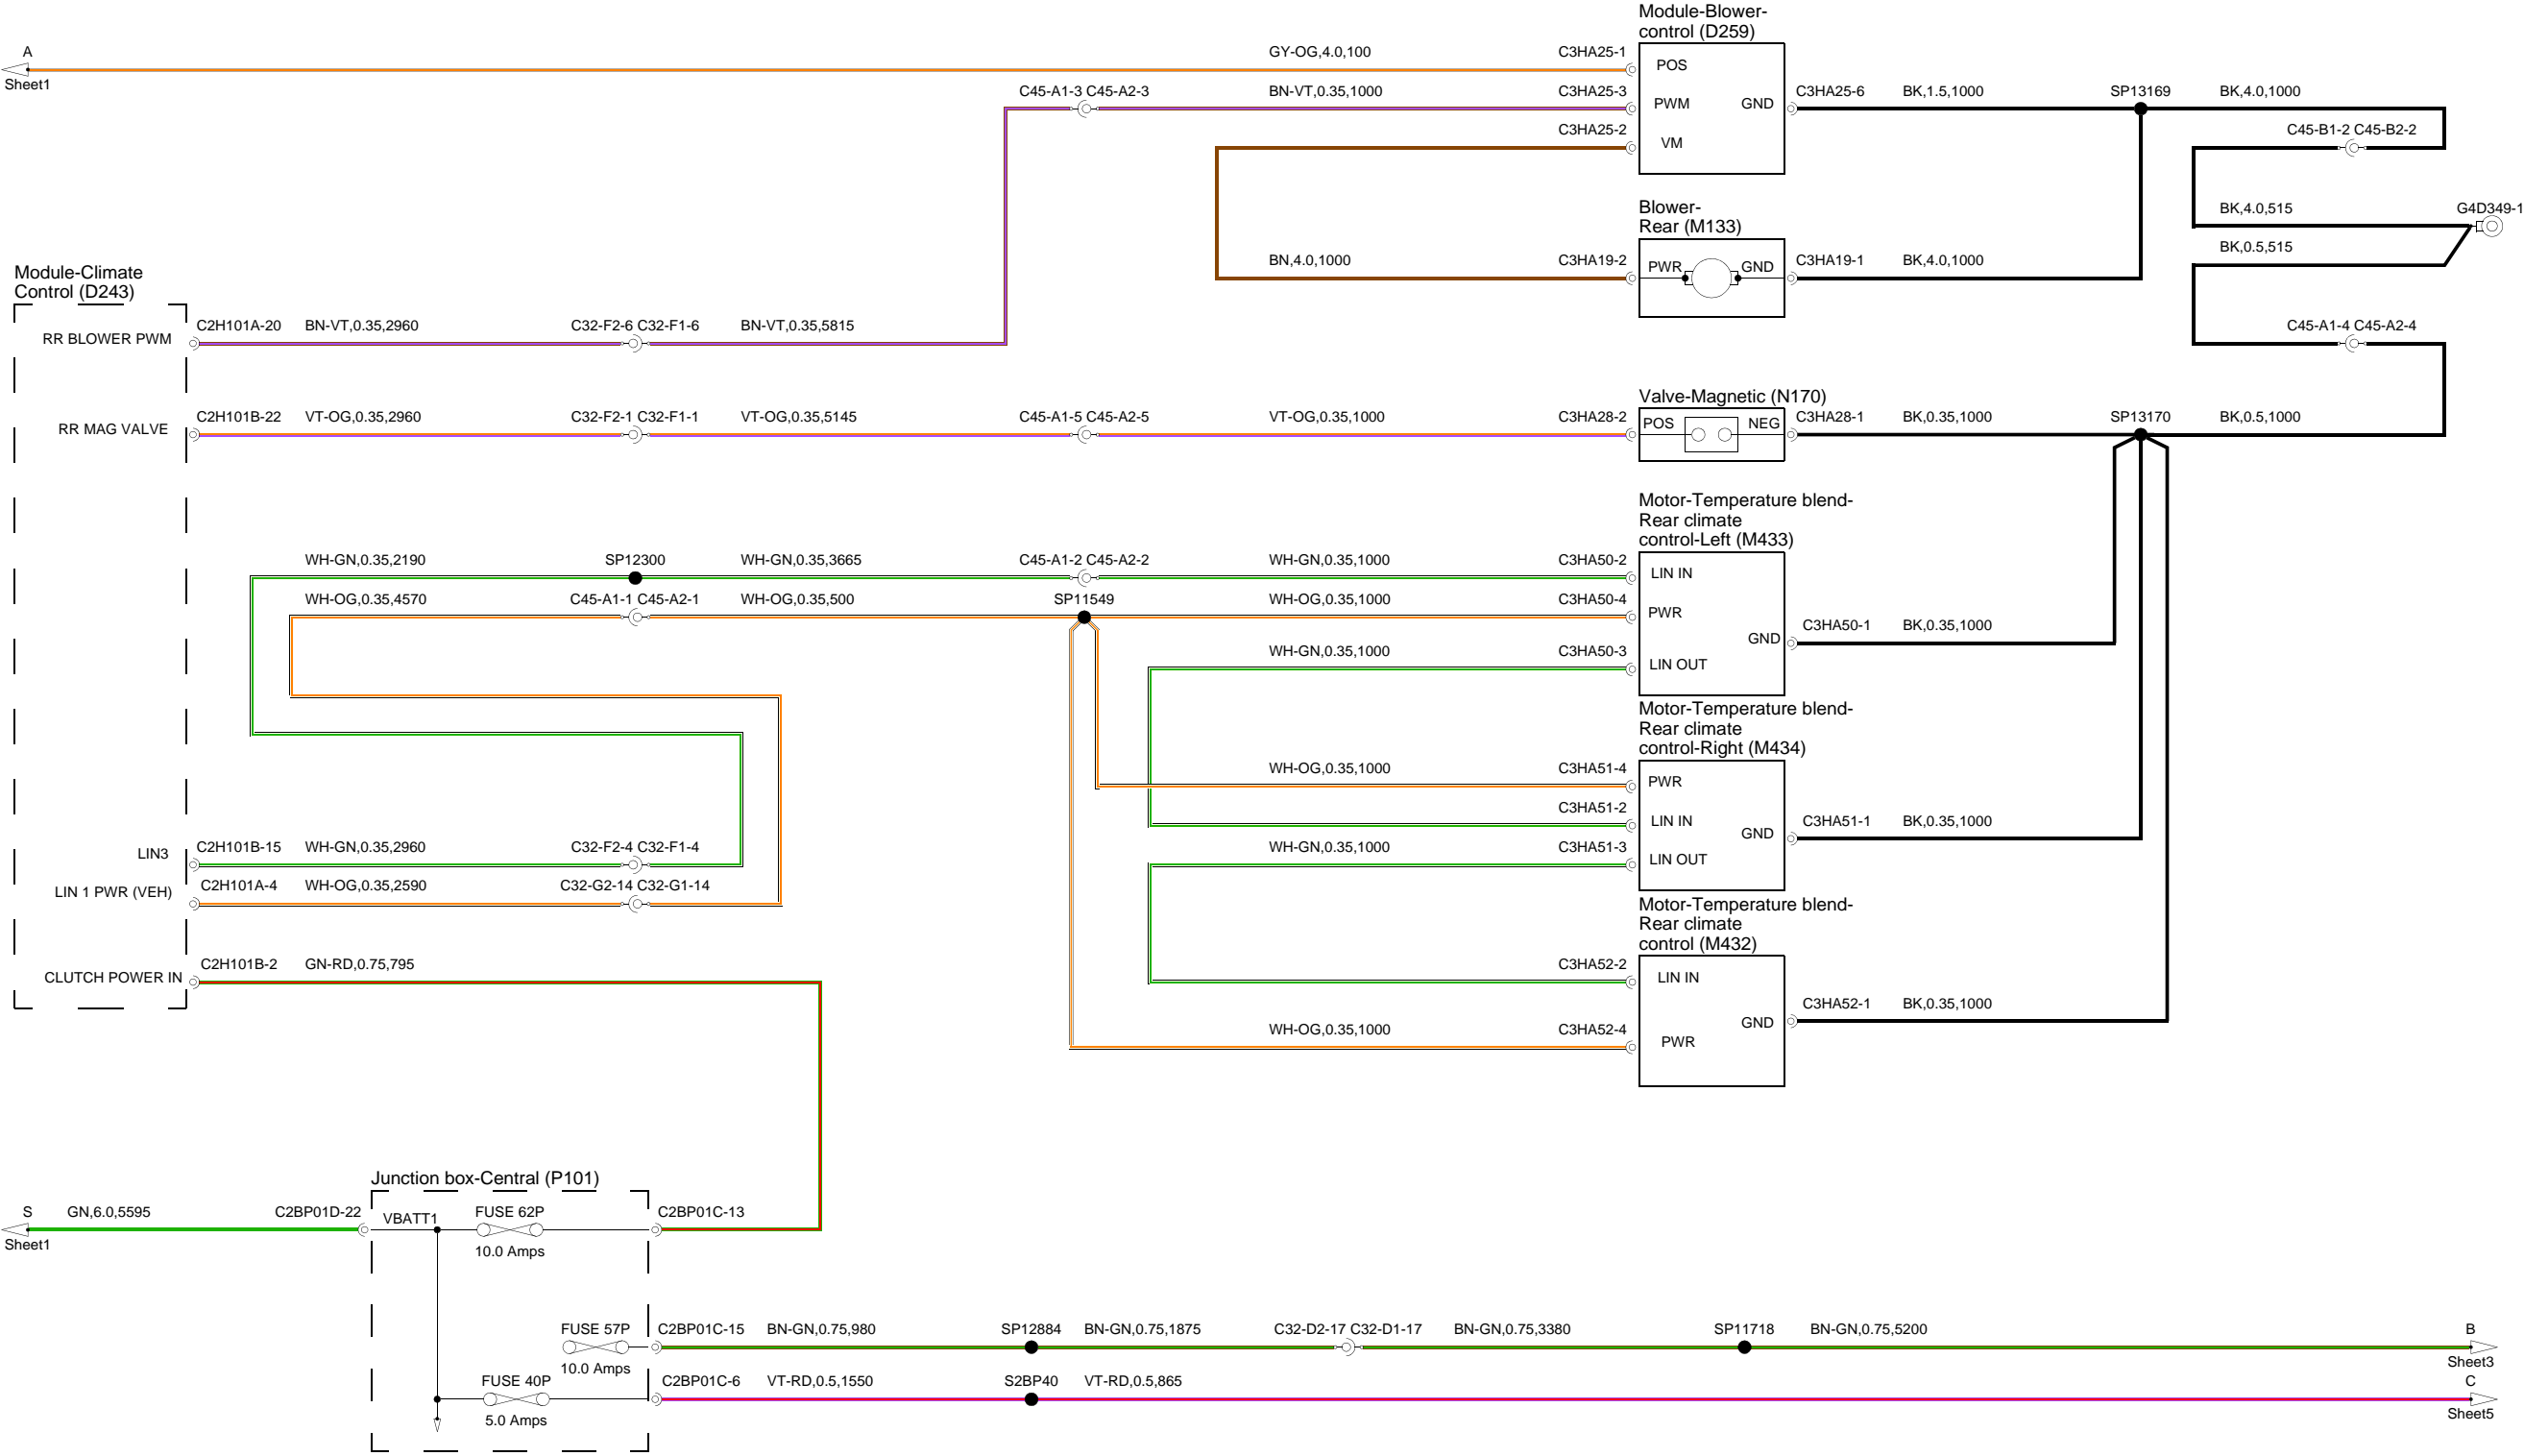 Module-Blower-
control (D259)
A
Sheet1
GY-OG,4.0,100
C3HA25-1
POS
C45-A1-3 C45-A2-3
BN-VT,0.35,1000
C3HA25-3
PWM
GND
C3HA25-6
BK,1.5,1000
SP13169
BK,4.0,1000
C3HA25-2
VM
C45-B1-2 C45-B2-2
Blower-
Rear (M133)
BK,4.0,515
G4D349-1
BK,0.5,515
BN,4.0,1000
C3HA19-2
PWR
GND
C3HA19-1
BK,4.0,1000
Module-Climate
Control (D243)
RR BLOWER PWM
C2H101A-20
BN-VT,0.35,2960
C32-F2-6 C32-F1-6
BN-VT,0.35,5815
C45-A1-4 C45-A2-4
Valve-Magnetic (N170)
RR MAG VALVE
C2H101B-22
VT-OG,0.35,2960
C32-F2-1 C32-F1-1
VT-OG,0.35,5145
C45-A1-5 C45-A2-5
VT-OG,0.35,1000
C3HA28-2
POS
NEG
C3HA28-1
BK,0.35,1000
SP13170
BK,0.5,1000
Motor-Temperature blend-
Rear climate
control-Left (M433)
WH-GN,0.35,2190
SP12300
WH-GN,0.35,3665
C45-A1-2 C45-A2-2
WH-GN,0.35,1000
C3HA50-2
LIN IN
WH-OG,0.35,4570
C45-A1-1 C45-A2-1
WH-OG,0.35,500
SP11549
WH-OG,0.35,1000
C3HA50-4
PWR
GND
C3HA50-1
BK,0.35,1000
WH-GN,0.35,1000
C3HA50-3
LIN OUT
Motor-Temperature blend-
Rear climate
control-Right (M434)
WH-OG,0.35,1000
C3HA51-4
PWR
C3HA51-2
LIN IN
GND
C3HA51-1
BK,0.35,1000
LIN3
C2H101B-15
WH-GN,0.35,2960
C32-F2-4 C32-F1-4
WH-GN,0.35,1000
C3HA51-3
LIN OUT
LIN 1 PWR (VEH)
C2H101A-4
WH-OG,0.35,2590
C32-G2-14 C32-G1-14
Motor-Temperature blend-
Rear climate
control (M432)
CLUTCH POWER IN
C2H101B-2
GN-RD,0.75,795
C3HA52-2
LIN IN
GND
C3HA52-1
BK,0.35,1000
WH-OG,0.35,1000
C3HA52-4
PWR
Junction box-Central (P101)
S
Sheet1
GN,6.0,5595
C2BP01D-22
VBATT1
FUSE 62P
10.0 Amps
C2BP01C-13
FUSE 57P
10.0 Amps
C2BP01C-15
BN-GN,0.75,980
SP12884
BN-GN,0.75,1875
C32-D2-17 C32-D1-17
BN-GN,0.75,3380
SP11718
BN-GN,0.75,5200
B
Sheet3
FUSE 40P
5.0 Amps
C2BP01C-6
VT-RD,0.5,1550
S2BP40
VT-RD,0.5,865
C
Sheet5